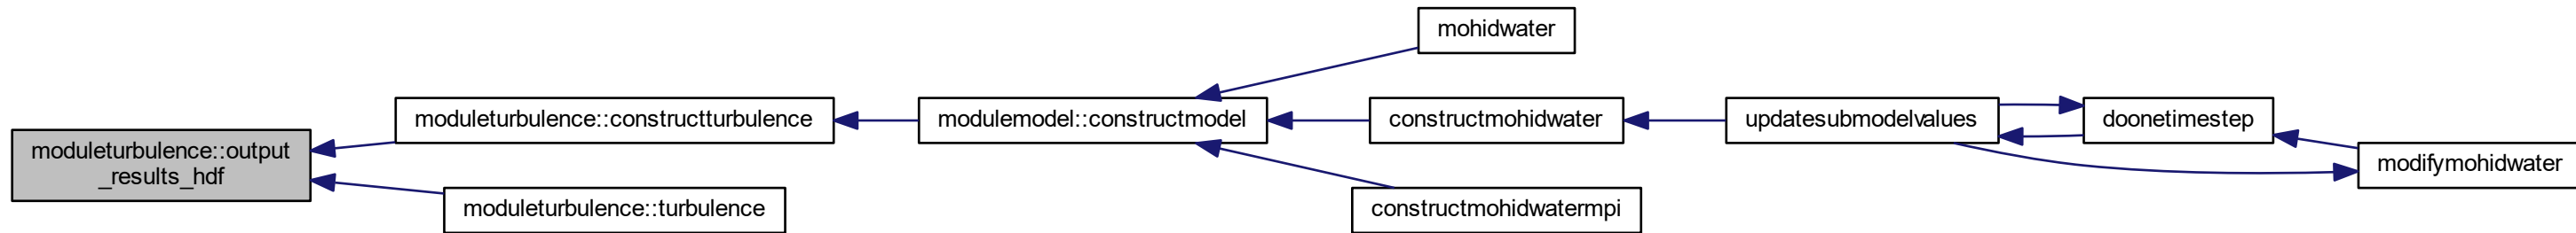 moduleturbulence::output
_results_hdf
moduleturbulence::constructturbulence
moduleturbulence::turbulence
modulemodel::constructmodel
mohidwater
constructmohidwater
constructmohidwatermpi
updatesubmodelvalues
doonetimestep
modifymohidwater